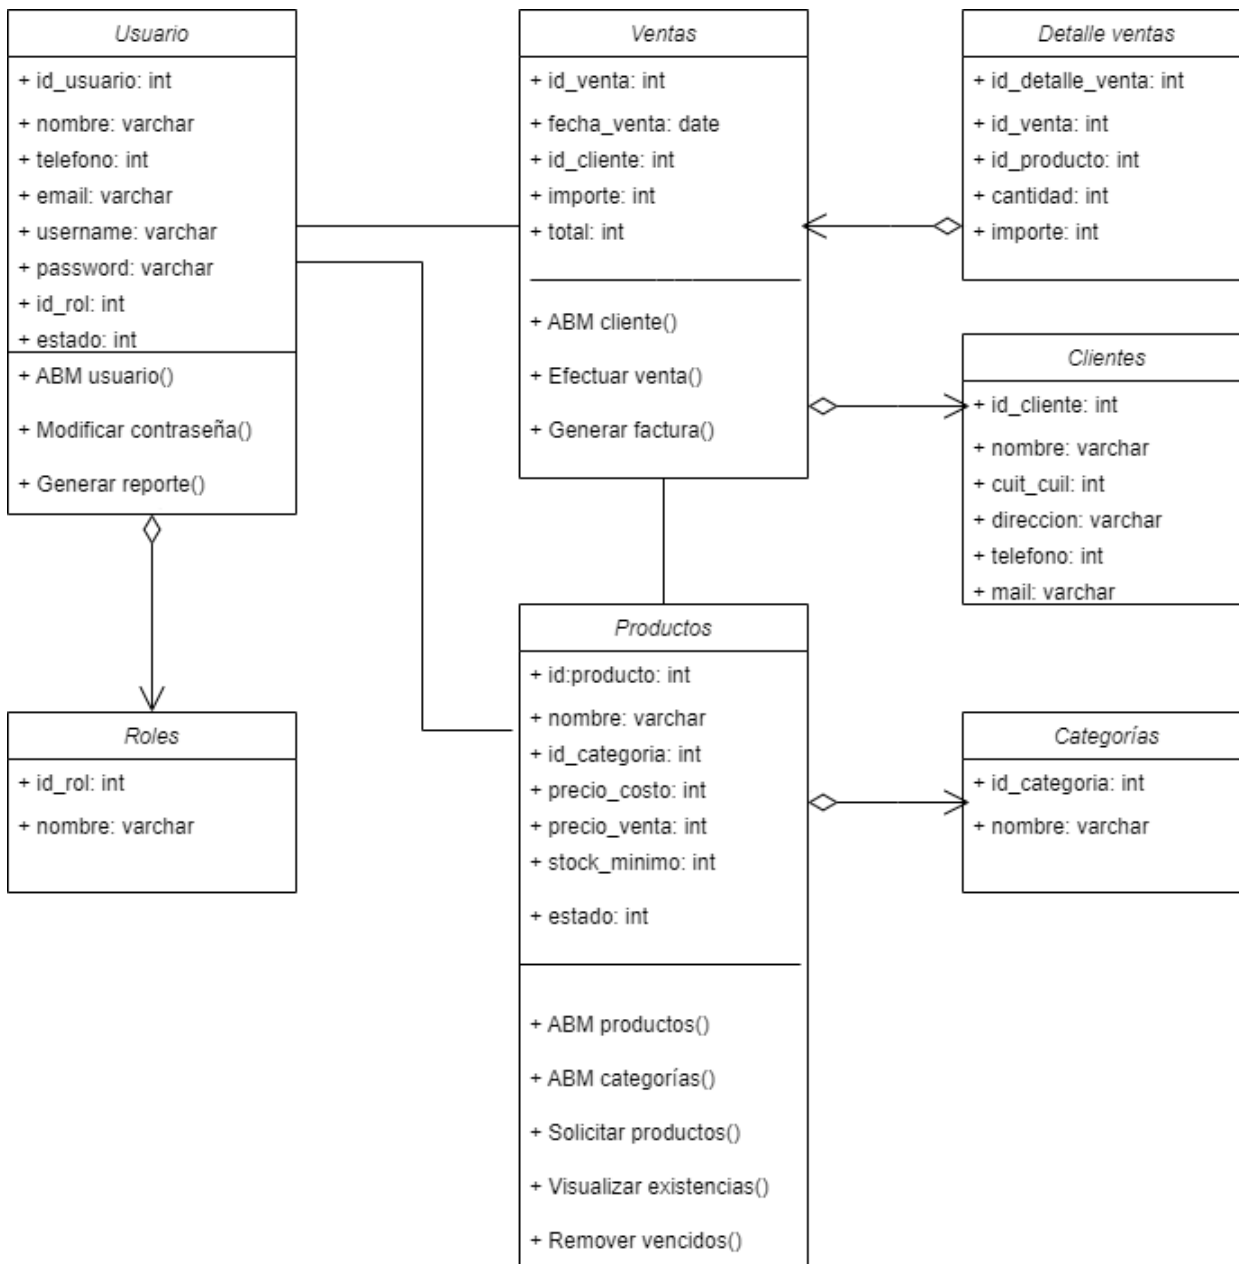 Usuario
+ id_usuario: int
+ nombre: varchar
+ telefono: int
+ email: varchar
+ username: varchar
+ password: varchar
+ id_rol: int
+ estado: int
+ ABM usuario()
+ Modificar contraseña()
+ Generar reporte()
Ventas
+ id_venta: int
+ fecha_venta: date
+ id_cliente: int
+ importe: int
+ total: int
+ ABM cliente()
+ Efectuar venta()
+ Generar factura()
Detalle ventas
+ id_detalle_venta: int
+ id_venta: int
+ id_producto: int
+ cantidad: int
+ importe: int
Clientes
+ id_cliente: int
+ nombre: varchar
+ cuit_cuil: int
+ direccion: varchar
+ telefono: int
+ mail: varchar
Roles
+ id_rol: int
+ nombre: varchar
Productos
+ id:producto: int
+ nombre: varchar
+ id_categoria: int
+ precio_costo: int
+ precio_venta: int
+ stock_minimo: int
+ estado: int
+ ABM productos()
+ ABM categorías()
+ Solicitar productos()
+ Visualizar existencias()
+ Remover vencidos()
Categorías
+ id_categoria: int
+ nombre: varchar